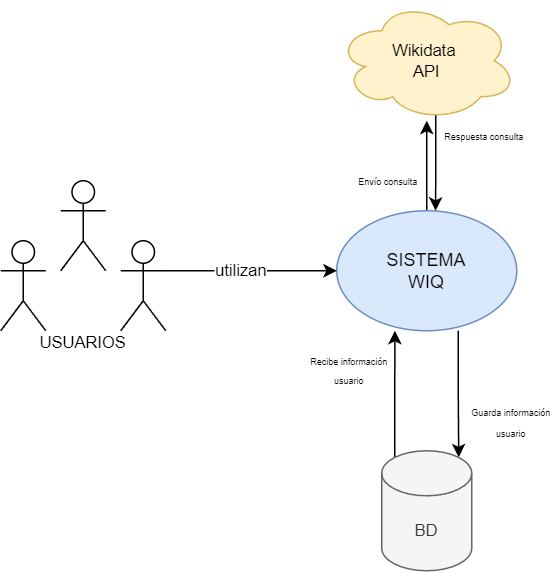 Wikidata
API
Respuesta consulta
Envío consulta
utilizan
SISTEMA
WIQ
USUARIOS
Recibe información
usuario
Guarda información
usuario
BD